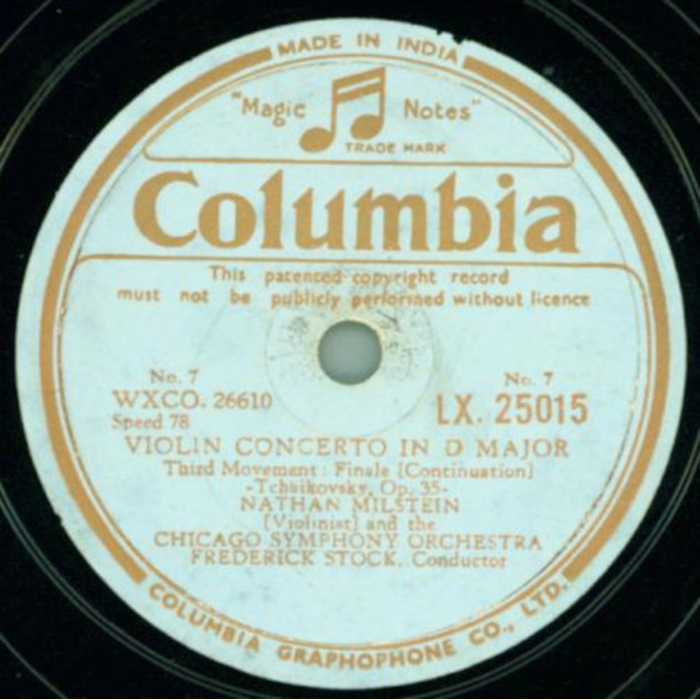 MADE IN INDIA
"Magic Notes"
TRADE MARK
Columbia
This patented copyright record
must not be publicly performed without licence
No. 7 No. 7
WXCO. 26610 LX. 25015
Speed 78
VIOLIN CONCERTO IN D MAJOR
Third Movement : Finale [Continuation]
-Tchaikovsky, Op. 35-
NATHAN MILSTEIN
[Violinist] and the
CHICAGO SYMPHONY ORCHESTRA
FREDERICK STOCK, Conductor
COLUMBIA GRAPHOPHONE CO., LTD.